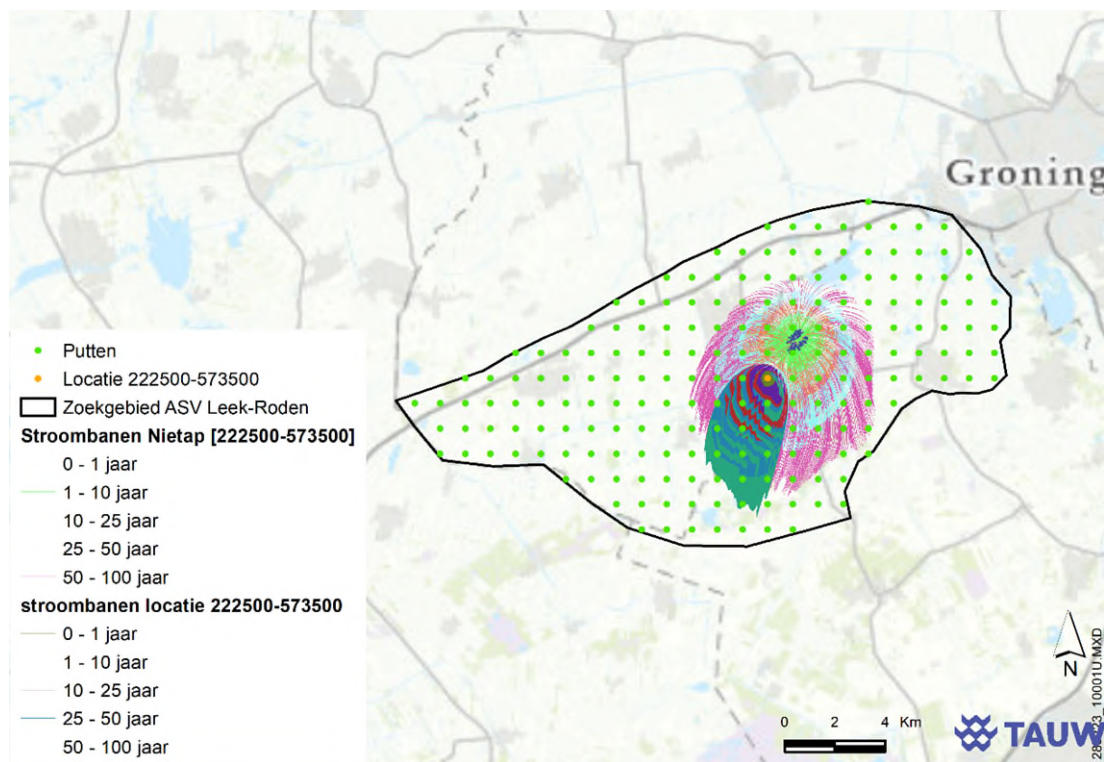 Groning
Putten
Locatie 222500-573500
Zoekgebied ASV Leek-Roden
Stroombanen Nietap [222500-573500]
0 - 1 jaar
1 - 10 jaar
10 - 25 jaar
25 - 50 jaar
50 - 100 jaar
stroombanen locatie 222500-573500
0 - 1 jaar
1 - 10 jaar
10 - 25 jaar
25 - 50 jaar
50 - 100 jaar
N
0 2 4 Km
TAUW